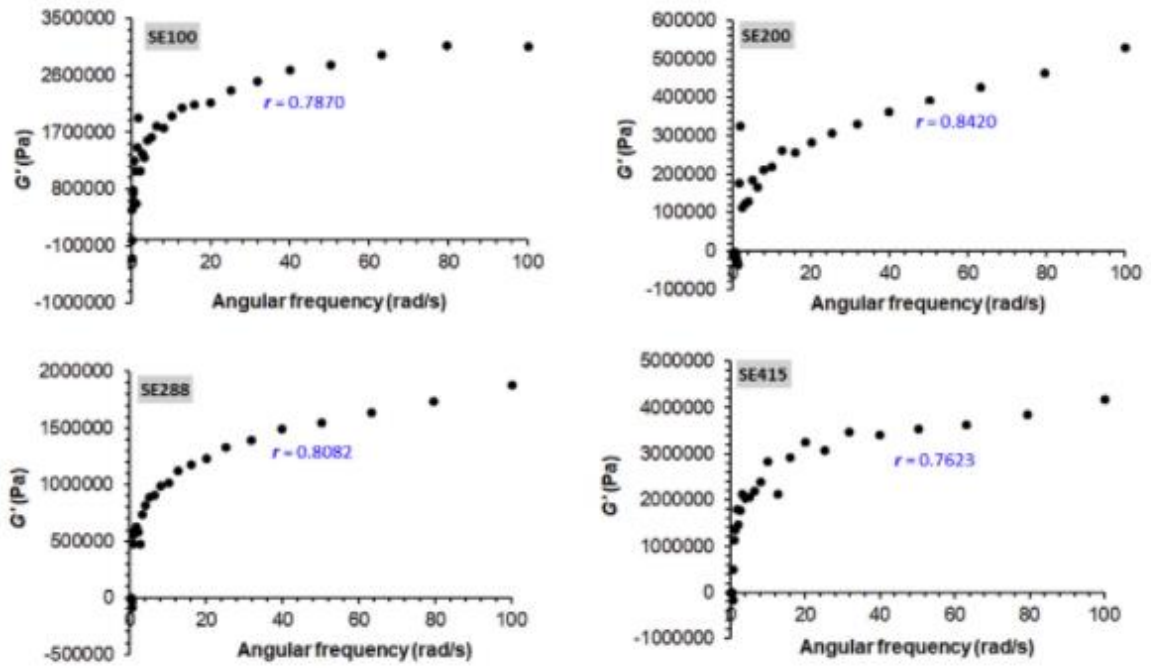 3500000
SE100
2600000
r = 0.7870
1700000
G' (Pa)
800000
-100000
0 20 40 60 80 100
-1000000
Angular frequency (rad/s)
600000
SE200
500000
400000
r = 0.8420
300000
G' (Pa)
200000
100000
0
0 20 40 60 80 100
-100000
Angular frequency (rad/s)
2000000
SE288
1500000
r = 0.8082
1000000
G' (Pa)
500000
0
0 20 40 60 80 100
-500000
Angular frequency (rad/s)
5000000
SE415
4000000
3000000
r = 0.7623
G' (Pa)
2000000
1000000
0
0 20 40 60 80 100
-1000000
Angular frequency (rad/s)